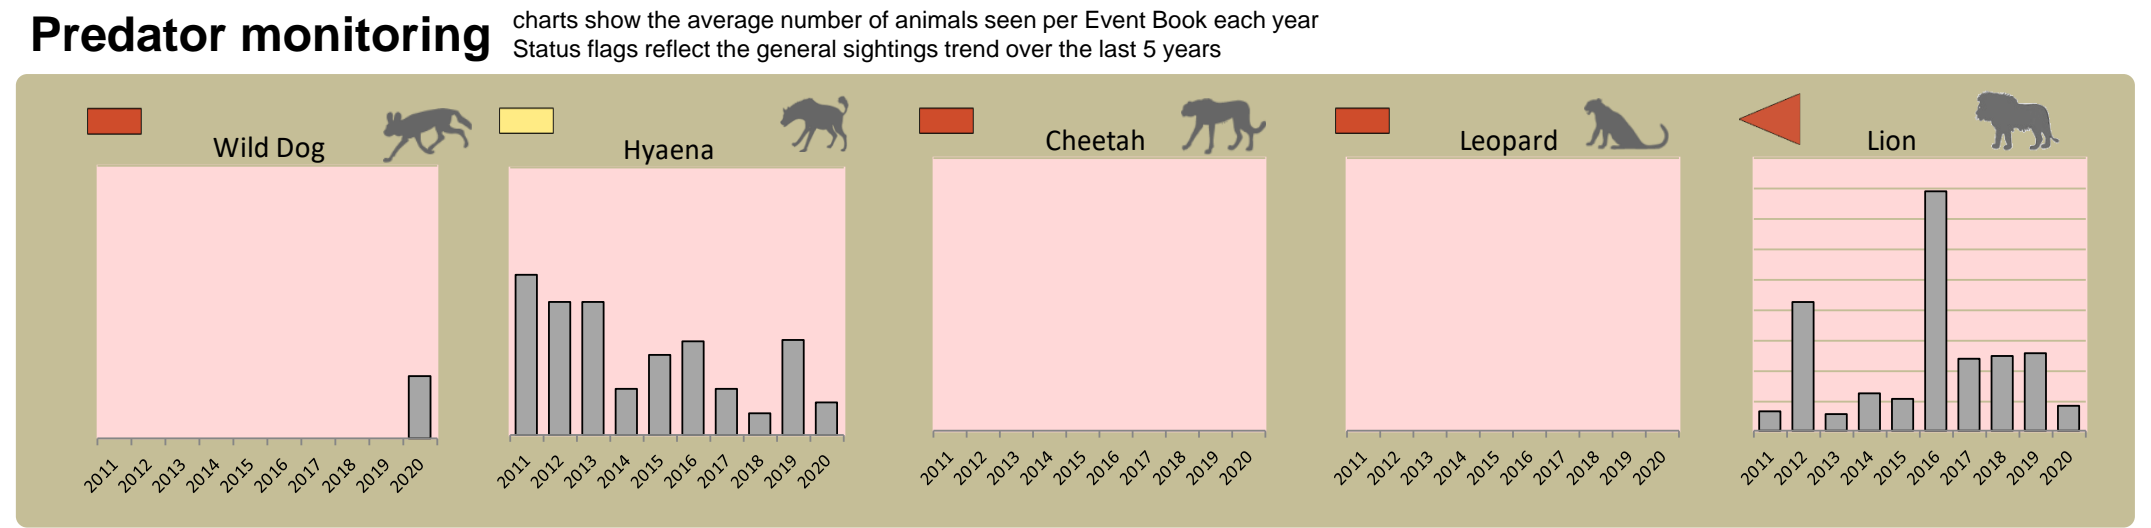 Predator monitoring
charts show the average number of animals seen per Event Book each year
Status flags reflect the general sightings trend over the last 5 years
Wild Dog
2011 2012 2013 2014 2015 2016 2017 2018 2019 2020
Hyaena
2011 2012 2013 2014 2015 2016 2017 2018 2019 2020
Cheetah
2011 2012 2013 2014 2015 2016 2017 2018 2019 2020
Leopard
2011 2012 2013 2014 2015 2016 2017 2018 2019 2020
Lion
2011 2012 2013 2014 2015 2016 2017 2018 2019 2020